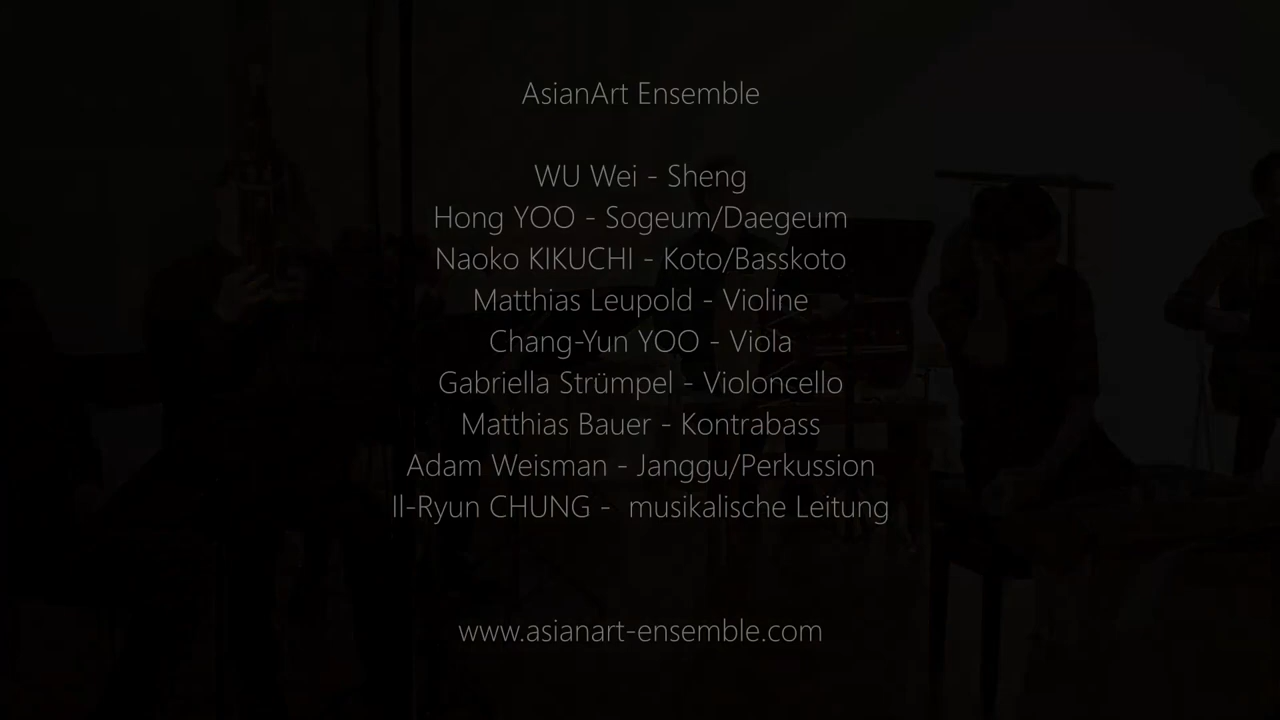 AsianArt Ensemble
WU Wei - Sheng
Hong YOO - Sogeum/Daegeum
Naoko KIKUCHI - Koto/Basskoto
Matthias Leupold - Violine
Chang-Yun YOO - Viola
Gabriella Strümpel - Violoncello
Matthias Bauer - Kontrabass
Adam Weisman - Janggu/Perkussion
Il-Ryun CHUNG -  musikalische Leitung
www.asianart-ensemble.com